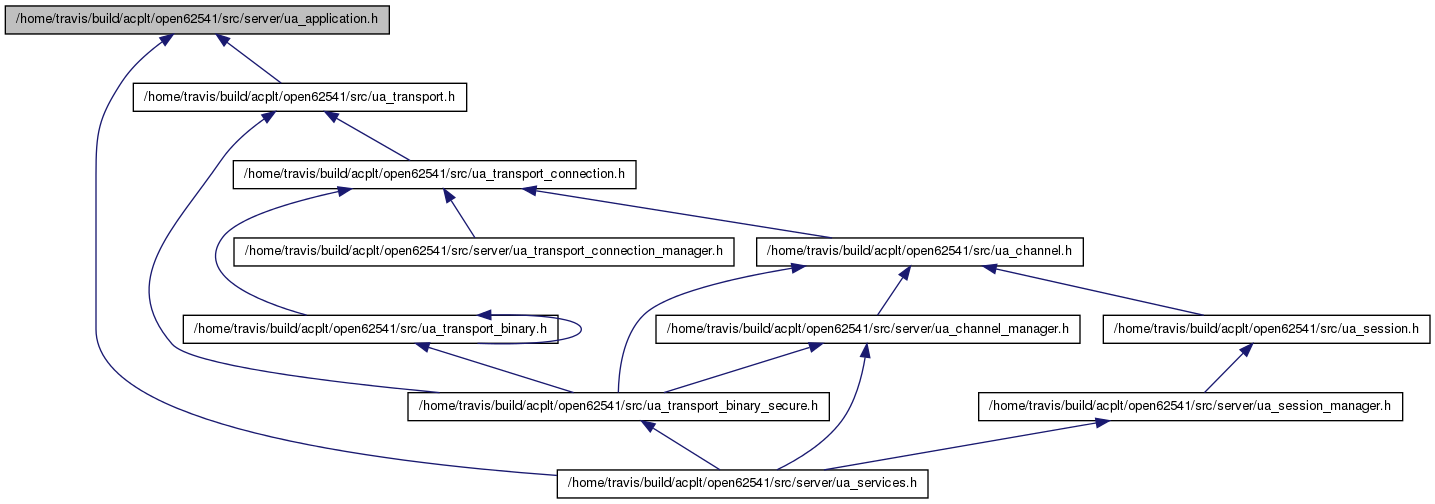 /home/travis/build/acplt/open62541/src/server/ua_application.h
/home/travis/build/acplt/open62541/src/ua_transport.h
/home/travis/build/acplt/open62541/src/ua_transport_connection.h
/home/travis/build/acplt/open62541/src/server/ua_transport_connection_manager.h
/home/travis/build/acplt/open62541/src/ua_channel.h
/home/travis/build/acplt/open62541/src/ua_transport_binary.h
/home/travis/build/acplt/open62541/src/server/ua_channel_manager.h
/home/travis/build/acplt/open62541/src/ua_session.h
/home/travis/build/acplt/open62541/src/ua_transport_binary_secure.h
/home/travis/build/acplt/open62541/src/server/ua_session_manager.h
/home/travis/build/acplt/open62541/src/server/ua_services.h